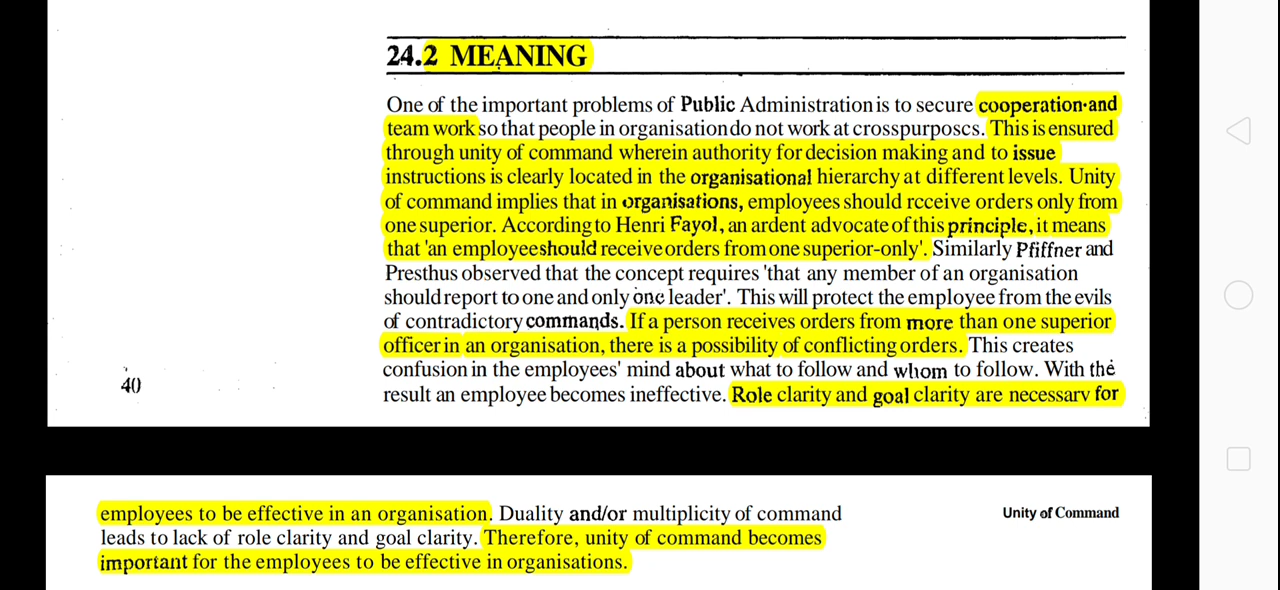 24.2 MEANING
One of the important problems of Public Administration is to secure cooperation and
team work so that people in organisation do not work at crosspurposcs. This is ensured
through unity of command wherein authority for decision making and to issue
instructions is clearly located in the organisational hierarchy at different levels. Unity
of command implies that in organisations, employees should rcceive orders only from
one superior. According to Henri Fayol, an ardent advocate of this principle, it means
that 'an employee should receive orders from one superior-only'. Similarly Pfiffner and
Presthus observed that the concept requires 'that any member of an organisation
should report to one and only one leader'. This will protect the employee from the evils
of contradictory commands. If a person receives orders from more than one superior
officer in an organisation, there is a possibility of conflicting orders. This creates
confusion in the employees' mind about what to follow and whom to follow. With the
40
result an employee becomes ineffective. Role clarity and goal clarity are necessary for
employees to be effective in an organisation. Duality and/or multiplicity of command
Unity of Command
leads to lack of role clarity and goal clarity. Therefore, unity of command becomes
important for the employees to be effective in organisations.